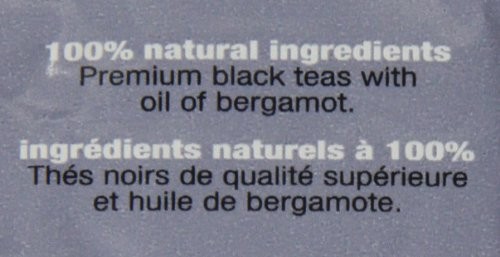 100% natural ingredients
Premium black teas with
oil of bergamot.
ingrédients naturels à 100%
Thés noirs de qualité supérieure
et huile de bergamote.